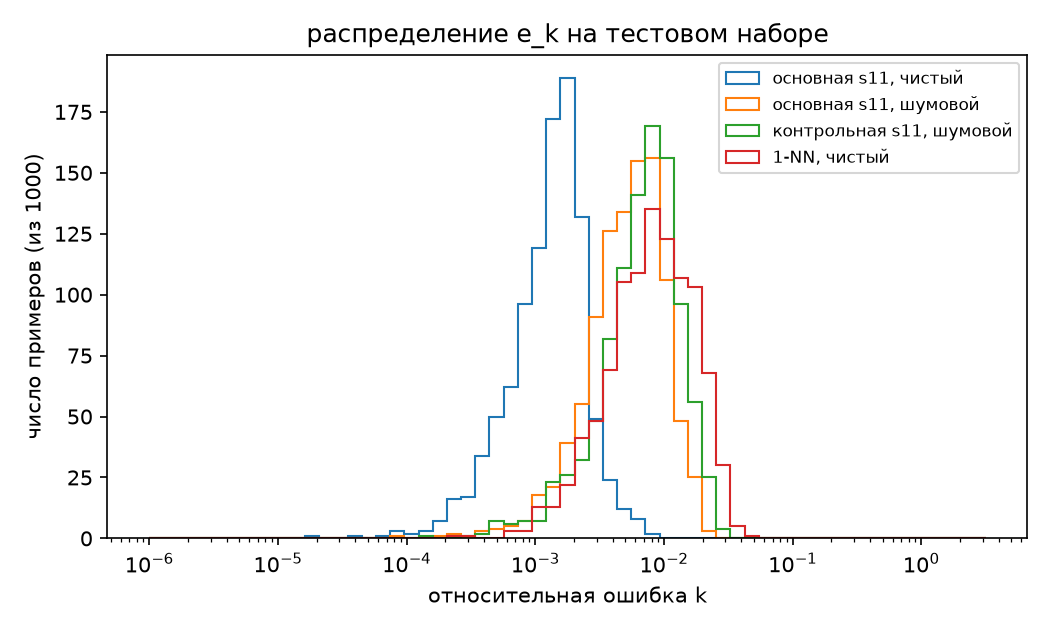 распределение e_k на тестовом наборе
основная s11, чистый
основная s11, шумовой
контрольная s11, шумовой
1-NN, чистый
число примеров (из 1000)
175
150
125
100
75
50
25
0
10⁻⁶ 10⁻⁵ 10⁻⁴ 10⁻³ 10⁻² 10⁻¹ 10⁰
относительная ошибка k